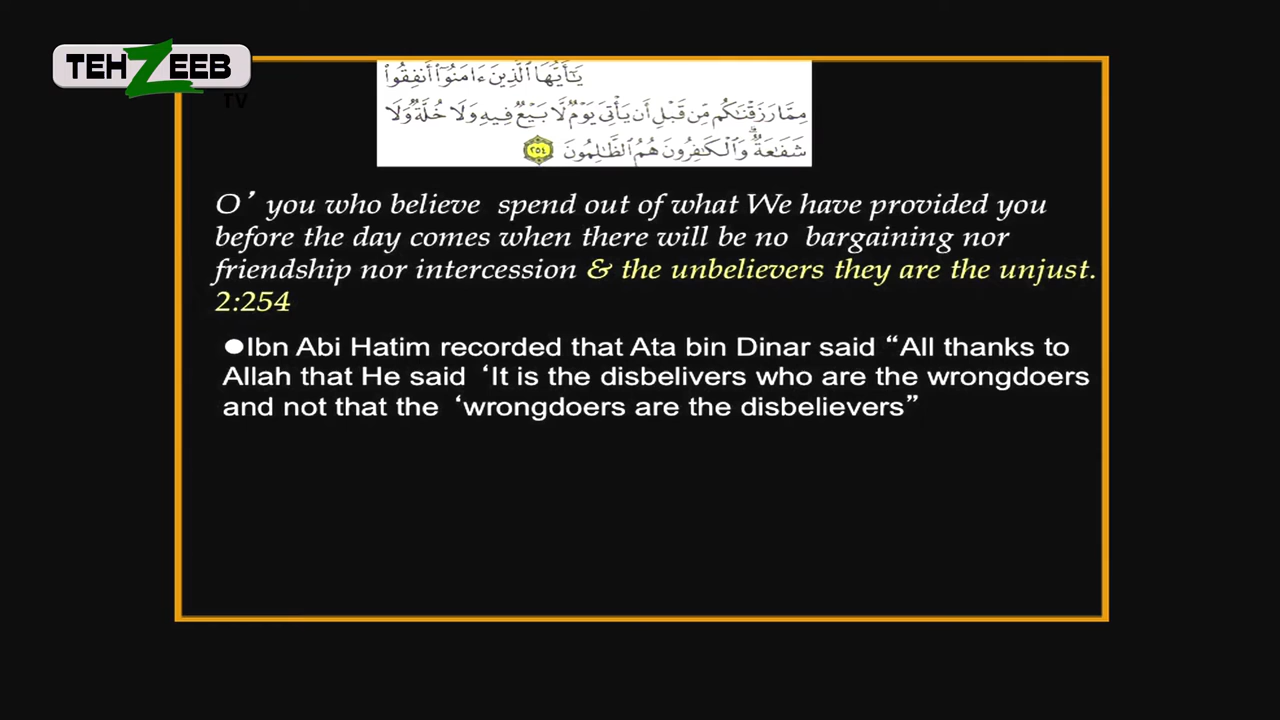 TEHZEEB
TV
يَـٰٓأَيُّهَا ٱلَّذِينَ ءَامَنُوٓا۟ أَنفِقُوا۟
مِمَّا رَزَقْنَـٰكُم مِّن قَبْلِ أَن يَأْتِىَ يَوْمٌ لَّا بَيْعٌ فِيهِ وَلَا خُلَّةٌ وَلَا
شَفَـٰعَةٌ ۗ وَٱلْكَـٰفِرُونَ هُمُ ٱلظَّـٰلِمُونَ ٢٥٤
O’ you who believe spend out of what We have provided you
before the day comes when there will be no bargaining nor
friendship nor intercession & the unbelievers they are the unjust.
2:254
●Ibn Abi Hatim recorded that Ata bin Dinar said “All thanks to
Allah that He said ‘It is the disbelivers who are the wrongdoers
and not that the ‘wrongdoers are the disbelievers”